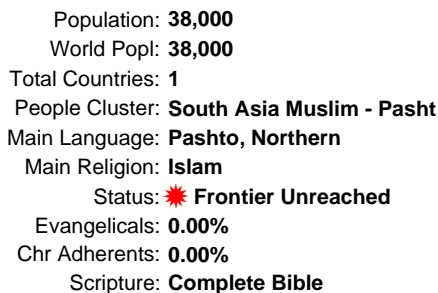 Population: 38,000
World Popl: 38,000
Total Countries: 1
People Cluster: South Asia Muslim - Pasht
Main Language: Pashto, Northern
Main Religion: Islam
Status: Frontier Unreached
Evangelicals: 0.00%
Chr Adherents: 0.00%
Scripture: Complete Bible